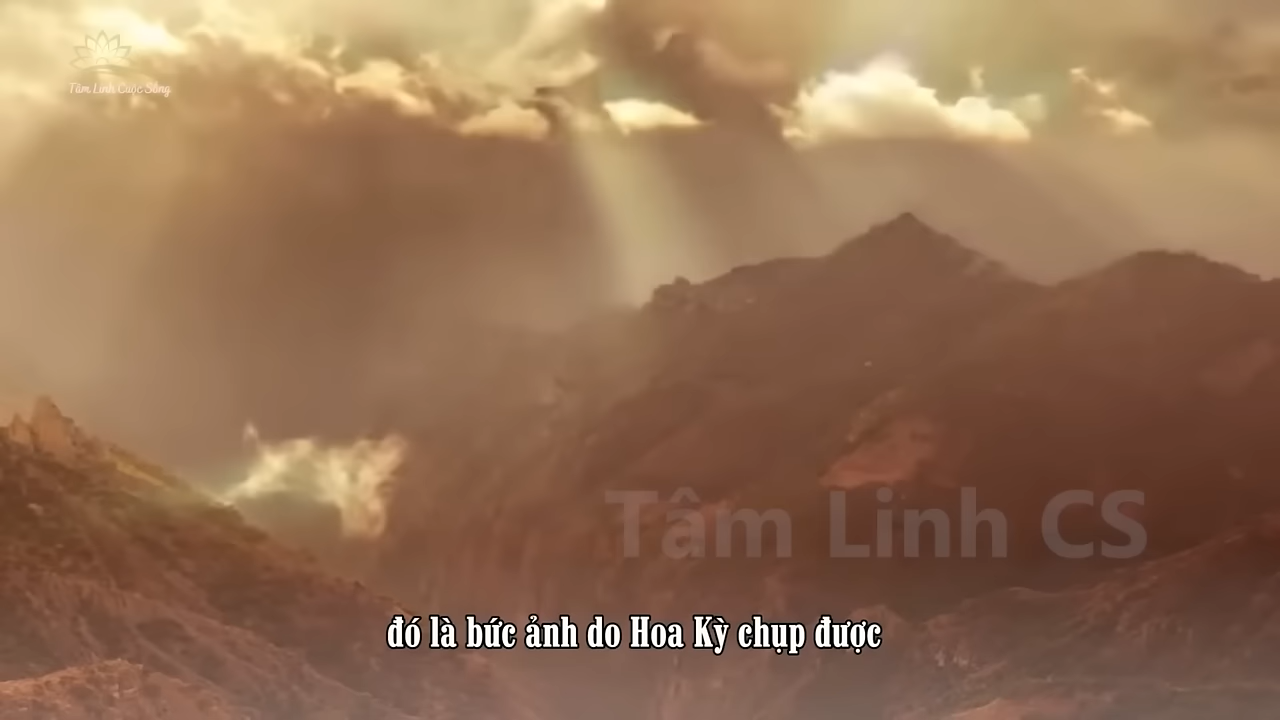 Tâm Linh Cuộc Sống
Tâm Linh CS
đó là bức ảnh do Hoa Kỳ chụp được